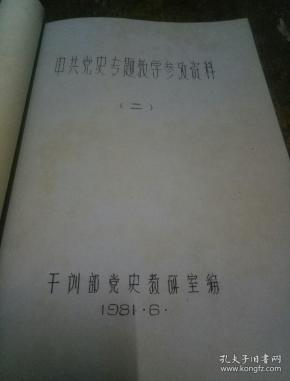 中共党史专题教学参考资料
（二）
干训部党史教研室编
1981·6·
孔夫子旧书网